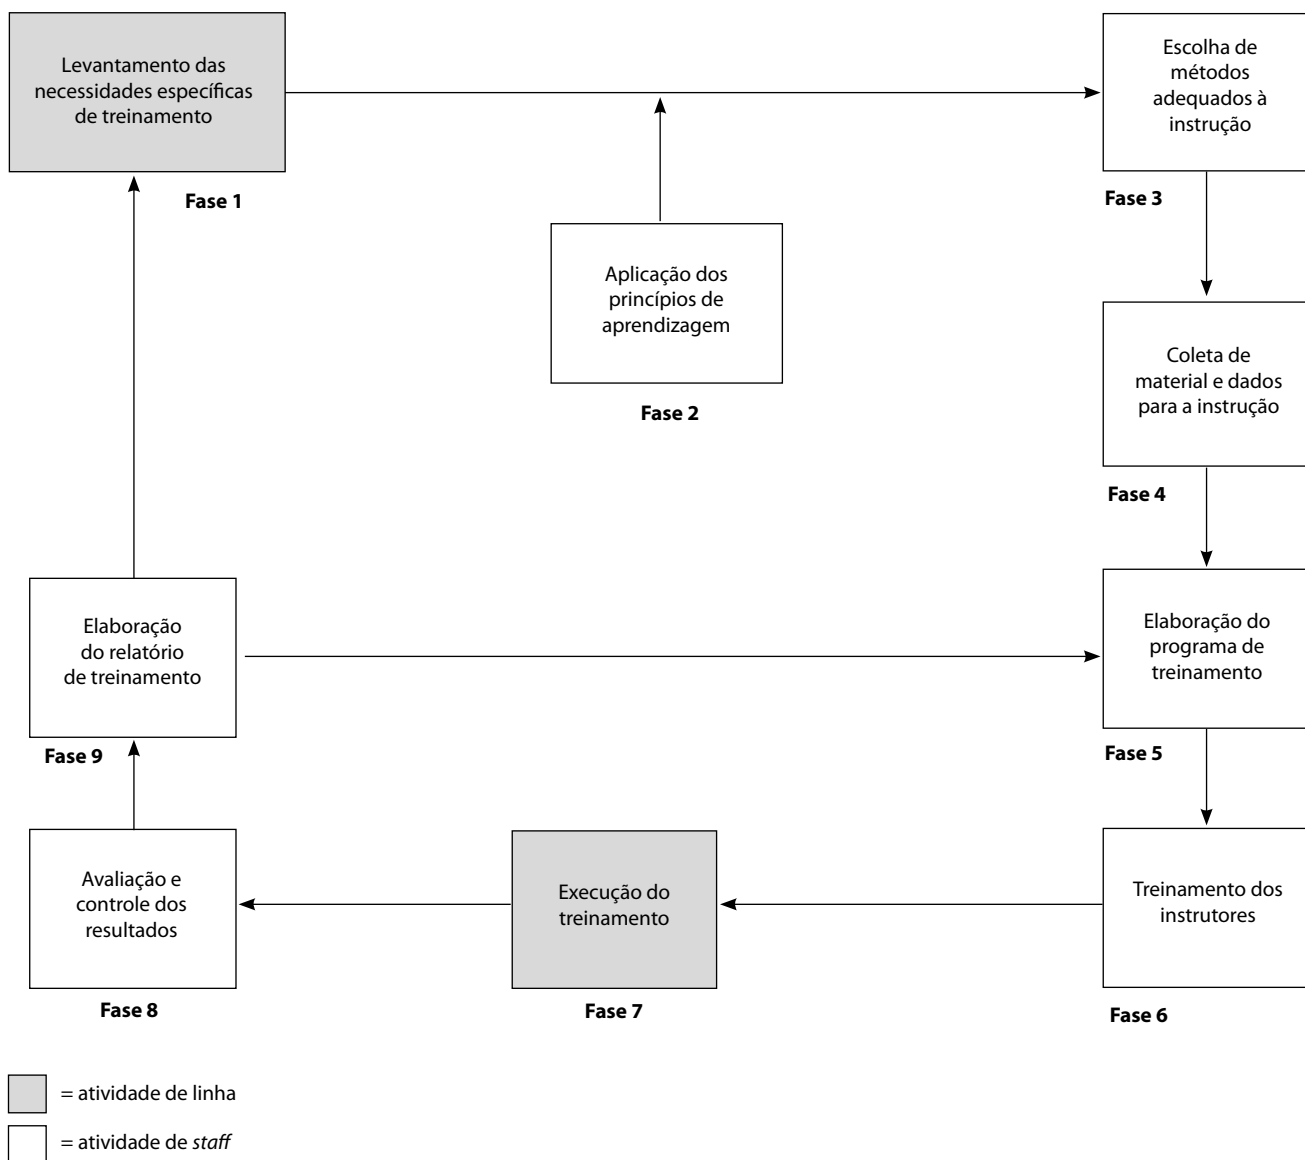 Levantamento das
necessidades específicas
de treinamento
Fase 1
Aplicação dos
princípios de
aprendizagem
Fase 2
Escolha de
métodos
adequados à
instrução
Fase 3
Coleta de
material e dados
para a instrução
Fase 4
Elaboração do
programa de
treinamento
Fase 5
Treinamento dos
instrutores
Fase 6
Execução do
treinamento
Fase 7
Avaliação e
controle dos
resultados
Fase 8
Elaboração
do relatório
de treinamento
Fase 9
= atividade de linha
= atividade de staff